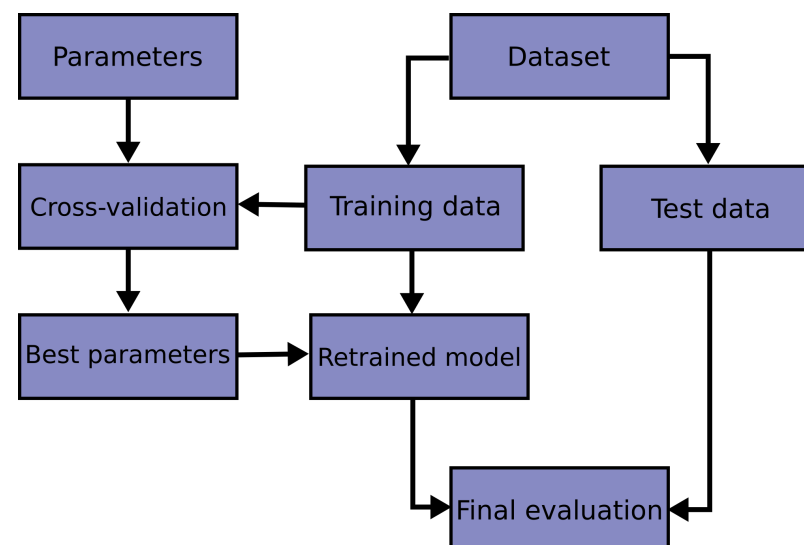 Parameters
Dataset
Cross-validation
Training data
Test data
Best parameters
Retrained model
Final evaluation